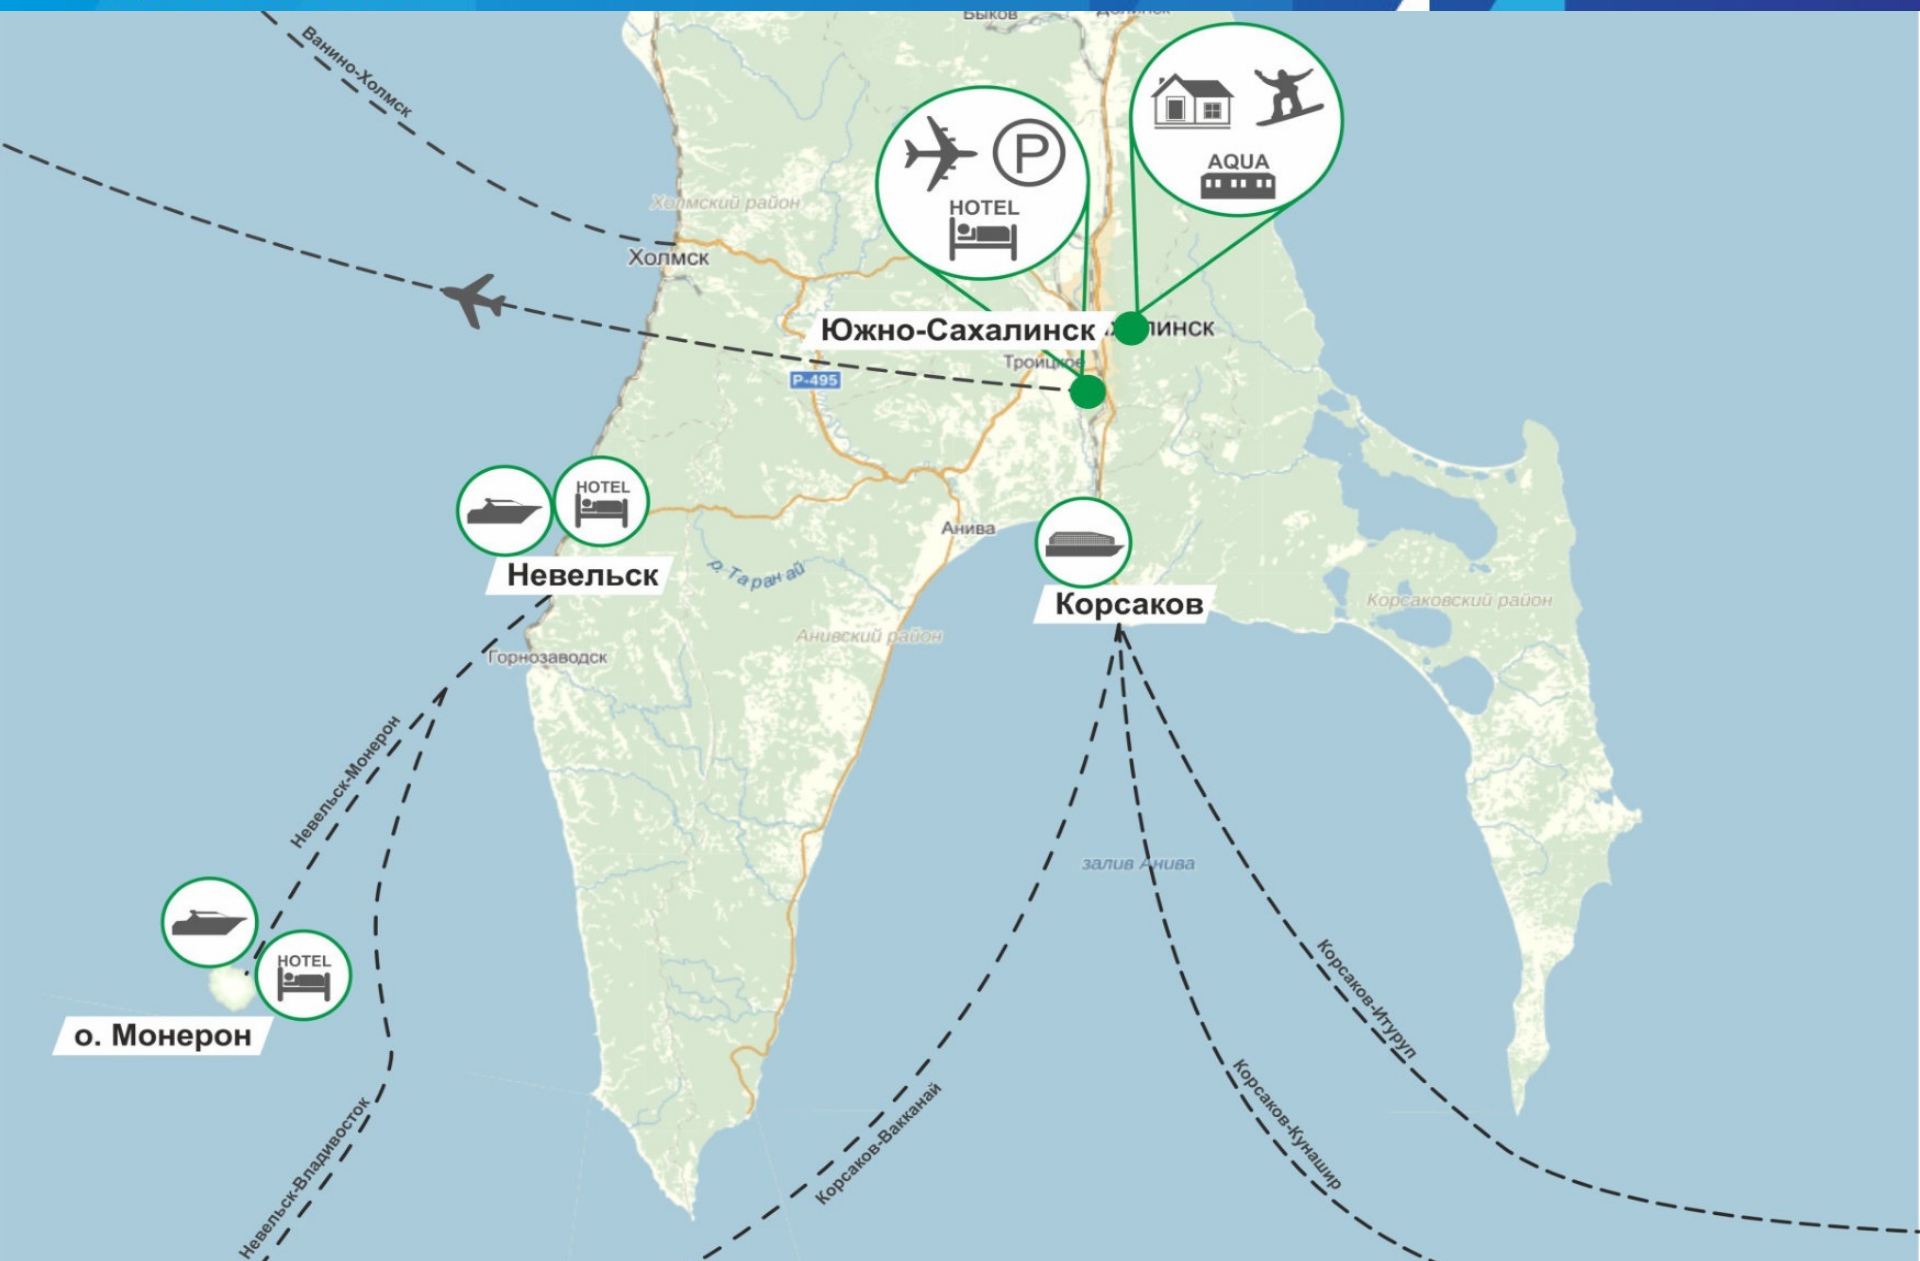 Быков
Долинск
Ванино-Холмск
AQUA
P
HOTEL
Холмский район
Холмск
Южно-Сахалинск
линск
Троицкое
Р-495
HOTEL
Невельск
Анива
р. Таранай
Корсаков
Корсаковский район
Анивский район
Горнозаводск
Невельск-Монерон
залив Анива
HOTEL
о. Монерон
Корсаков-Итуруп
Корсаков-Кунашир
Корсаков-Вакканай
Невельск-Владивосток